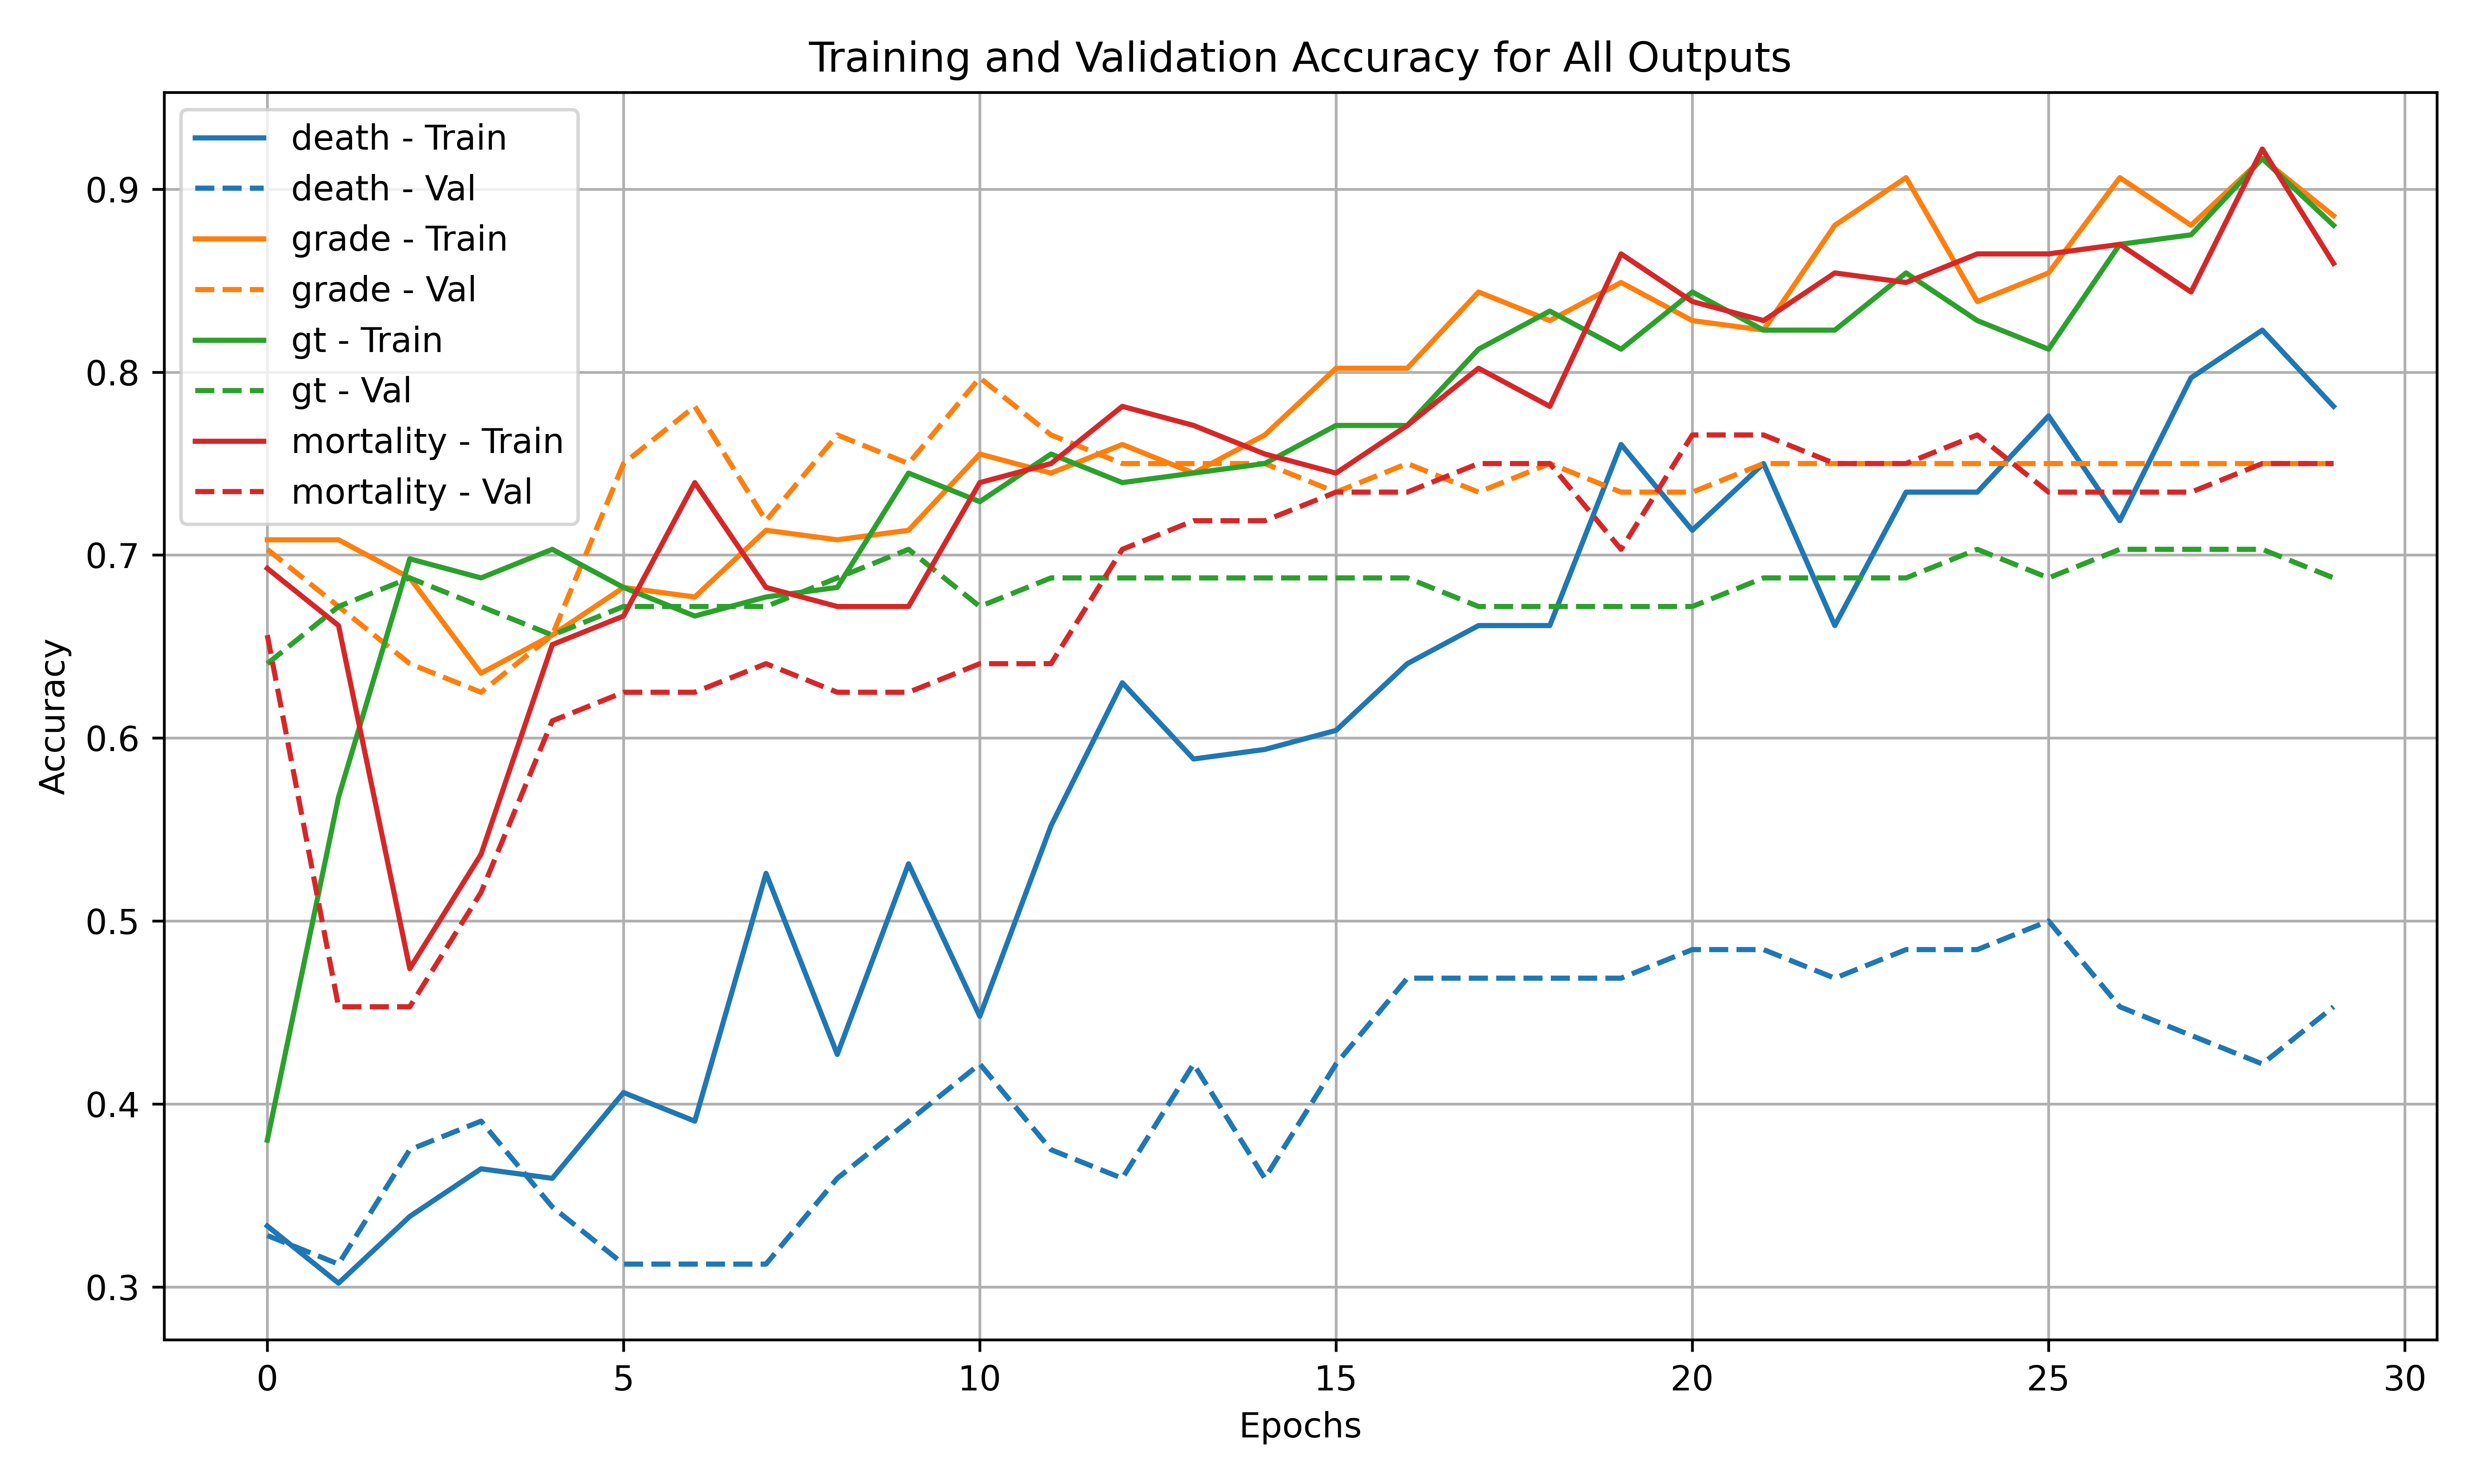 Training and Validation Accuracy for All Outputs
death - Train
death - Val
grade - Train
grade - Val
gt - Train
gt - Val
mortality - Train
mortality - Val
0.9
0.8
0.7
0.6
0.5
0.4
0.3
Accuracy
0 5 10 15 20 25 30
Epochs